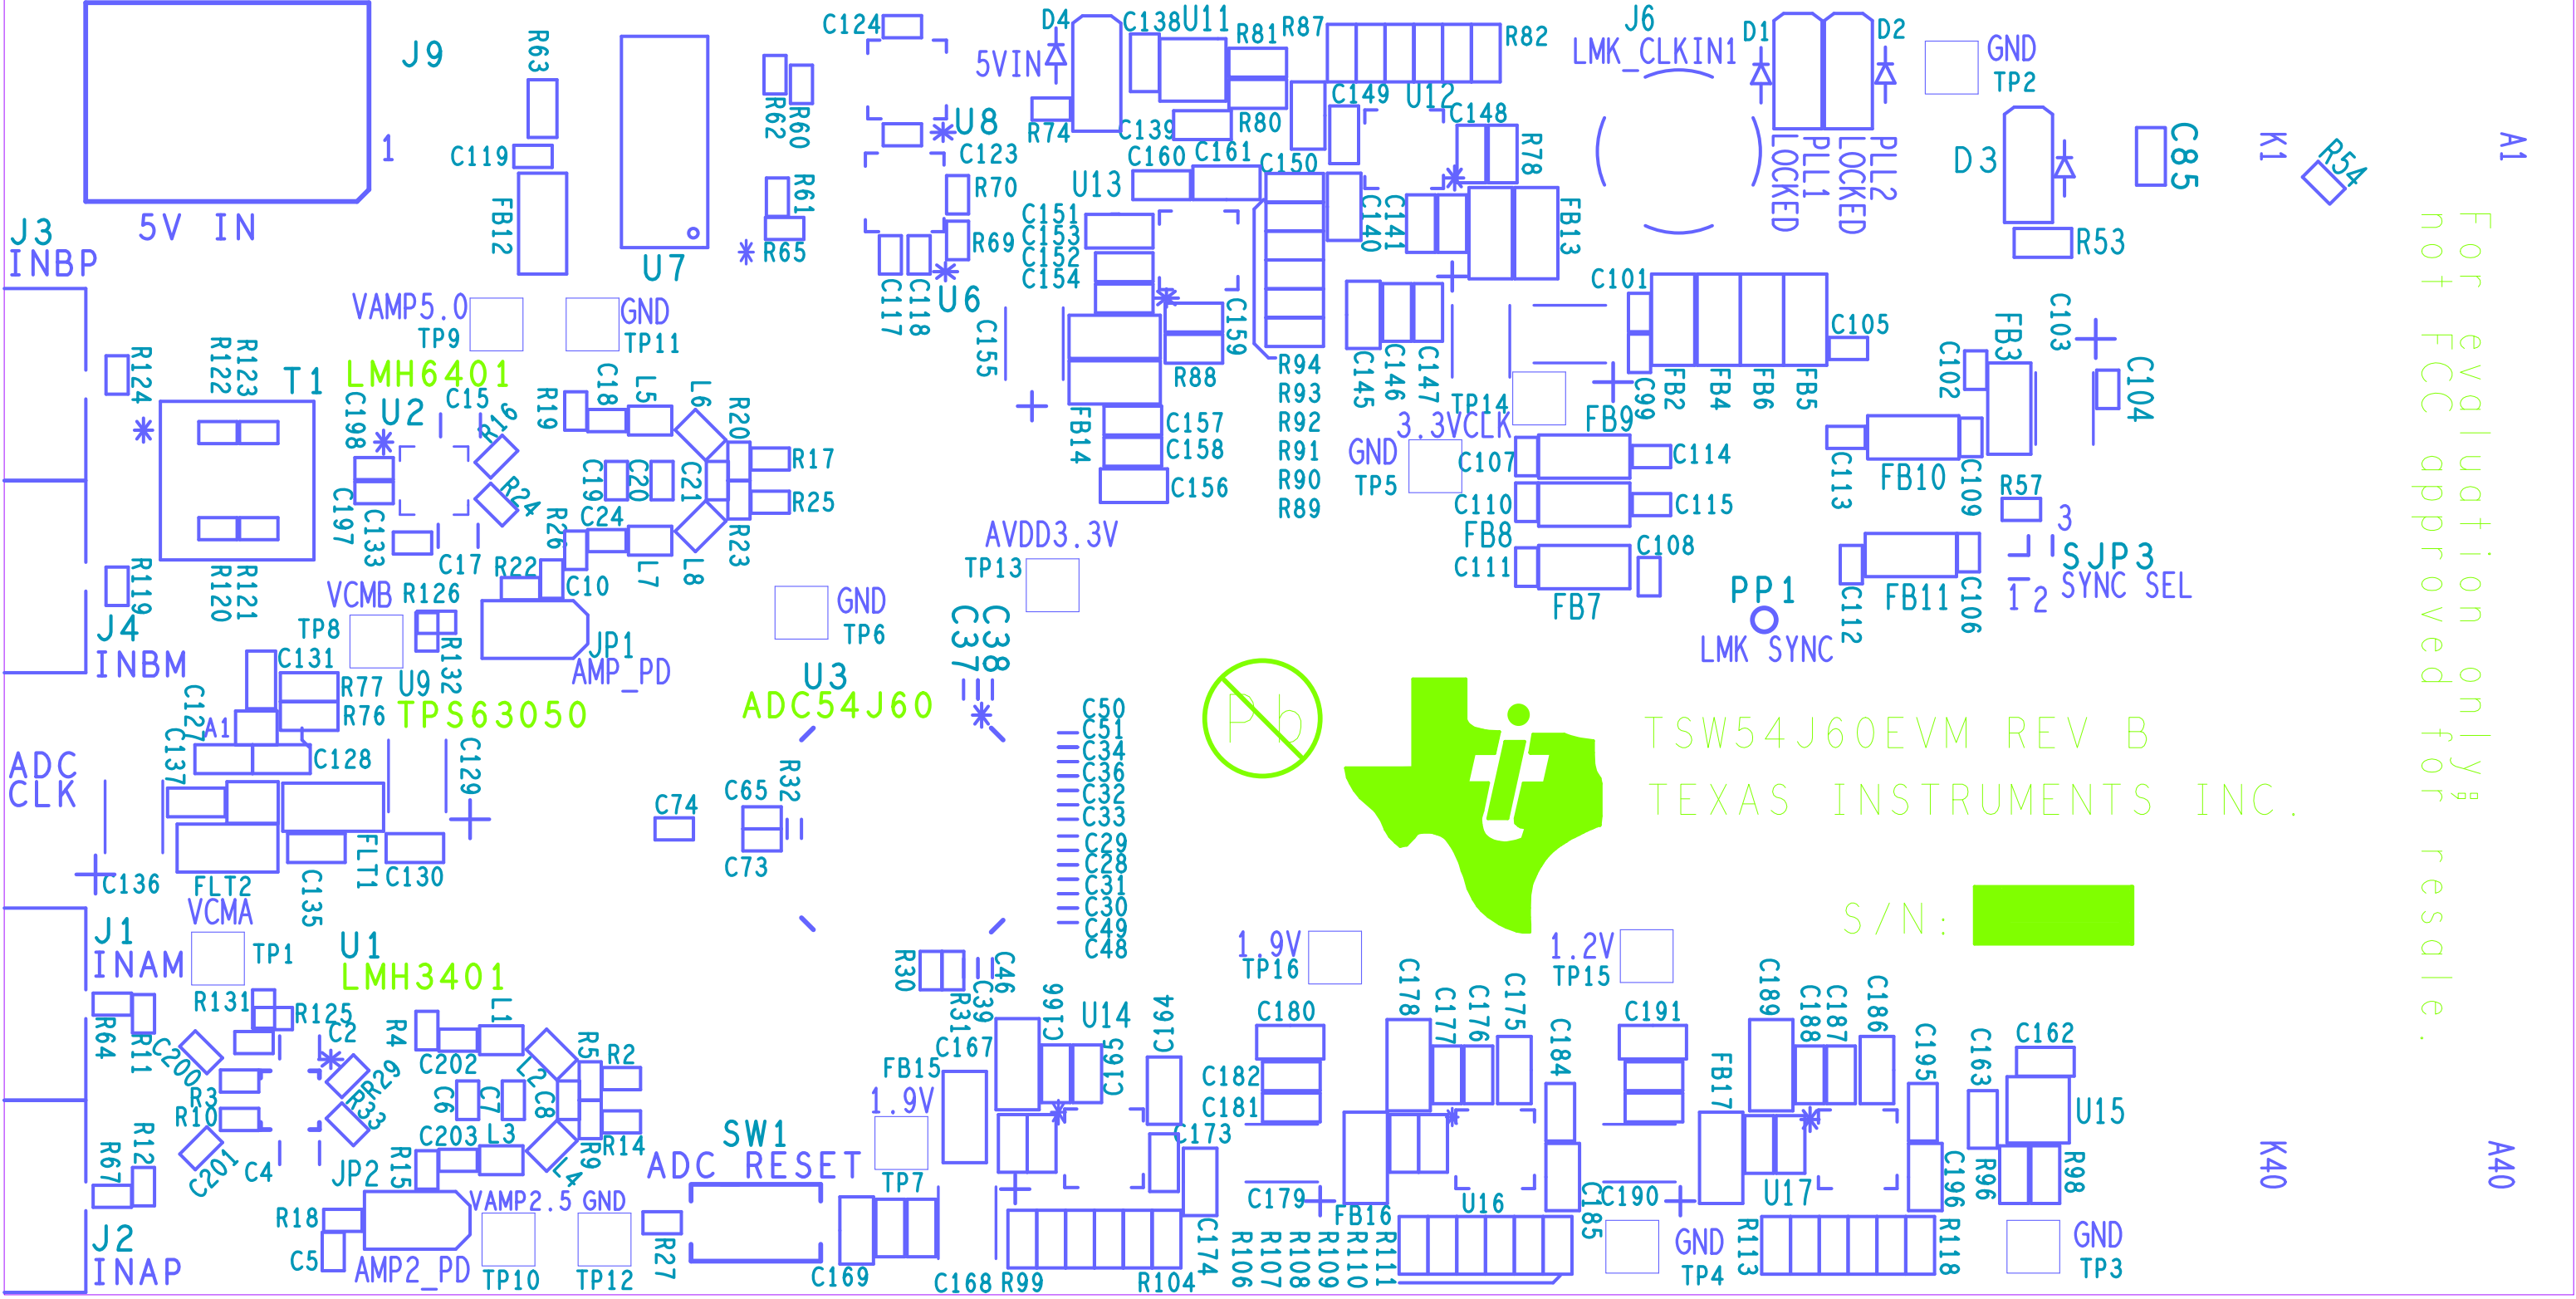 J9
1
5V IN
J3
INBP
R63
C119
FB12
U7
R62
R60
R61
R65
C124
U8
C123
R70
R69
U6
C117
C118
D4
5VIN
R74
C138
U11
R81
R87
R82
C139
R80
C149
U12
C148
R78
C160
C161
C150
U13
C151
C153
C152
C154
C140
C141
FB13
J6
LMK_CLKIN1
D1
D2
PLL1
LOCKED
PLL2
LOCKED
GND
TP2
D3
C85
R53
K1
A1
R54
For evaluation only;
not FCC approved for resale.
VAMP5.0
TP9
GND
TP11
LMH6401
U2
T1
R124
R122
R123
C198
C15
R16
R19
C18
L5
L6
R20
R17
C155
C159
R88
FB14
C157
C158
C156
R94
R93
R92
R91
R90
R89
C145
C146
C147
TP14
3.3VCLK
GND
TP5
C101
C99
FB2
FB4
FB6
FB5
C105
C102
FB3
C103
C104
FB9
C107
C114
C110
C115
FB8
C108
C111
FB7
C113
FB10
C109
R57
3
SJP3
SYNC SEL
1 2
C112
FB11
C106
PP1
LMK SYNC
C197
C133
C17
R24
R26
C24
C19
C20
C21
R25
R23
L7
L8
R22
C10
R119
R120
R121
J4
INBM
VCMB
TP8
R126
R132
JP1
AMP_PD
AVDD3.3V
TP13
GND
TP6
C37
C38
U3
ADC54J60
C131
R77
R76
U9
TPS63050
C127
A1
C137
C128
C129
ADC
CLK
C136
FLT2
C135
FLT1
C130
C74
C65
R32
C73
C50
C51
C34
C36
C32
C33
C29
C28
C31
C30
C49
C48
Pb
TSW54J60EVM REV B
TEXAS INSTRUMENTS INC.
S/N:
VCMA
TP1
J1
INAM
U1
LMH3401
R131
R125
C2
R64
R11
C200
R3
R10
R29
R33
C201
C4
R67
R12
J2
INAP
R18
C5
JP2
AMP2_PD
R4
L1
C202
L2
R5
R2
C6
C7
C8
C203
L3
R14
R9
L4
R15
VAMP2.5 GND
TP10
TP12
R27
SW1
ADC RESET
R30
R31
C46
C39
C166
FB15
C167
1.9V
TP7
U14
C165
C164
C173
C174
C169
C168
R99
R104
1.9V
TP16
C180
C182
C181
C179
C178
C177
C176
C175
C184
C185
FB16
U16
R106
R107
R108
R109
R110
R111
1.2V
TP15
C191
C190
FB17
C189
C188
C187
C186
C195
C196
U17
GND
TP4
R113
R118
C162
C163
U15
R96
R98
GND
TP3
K40
A40